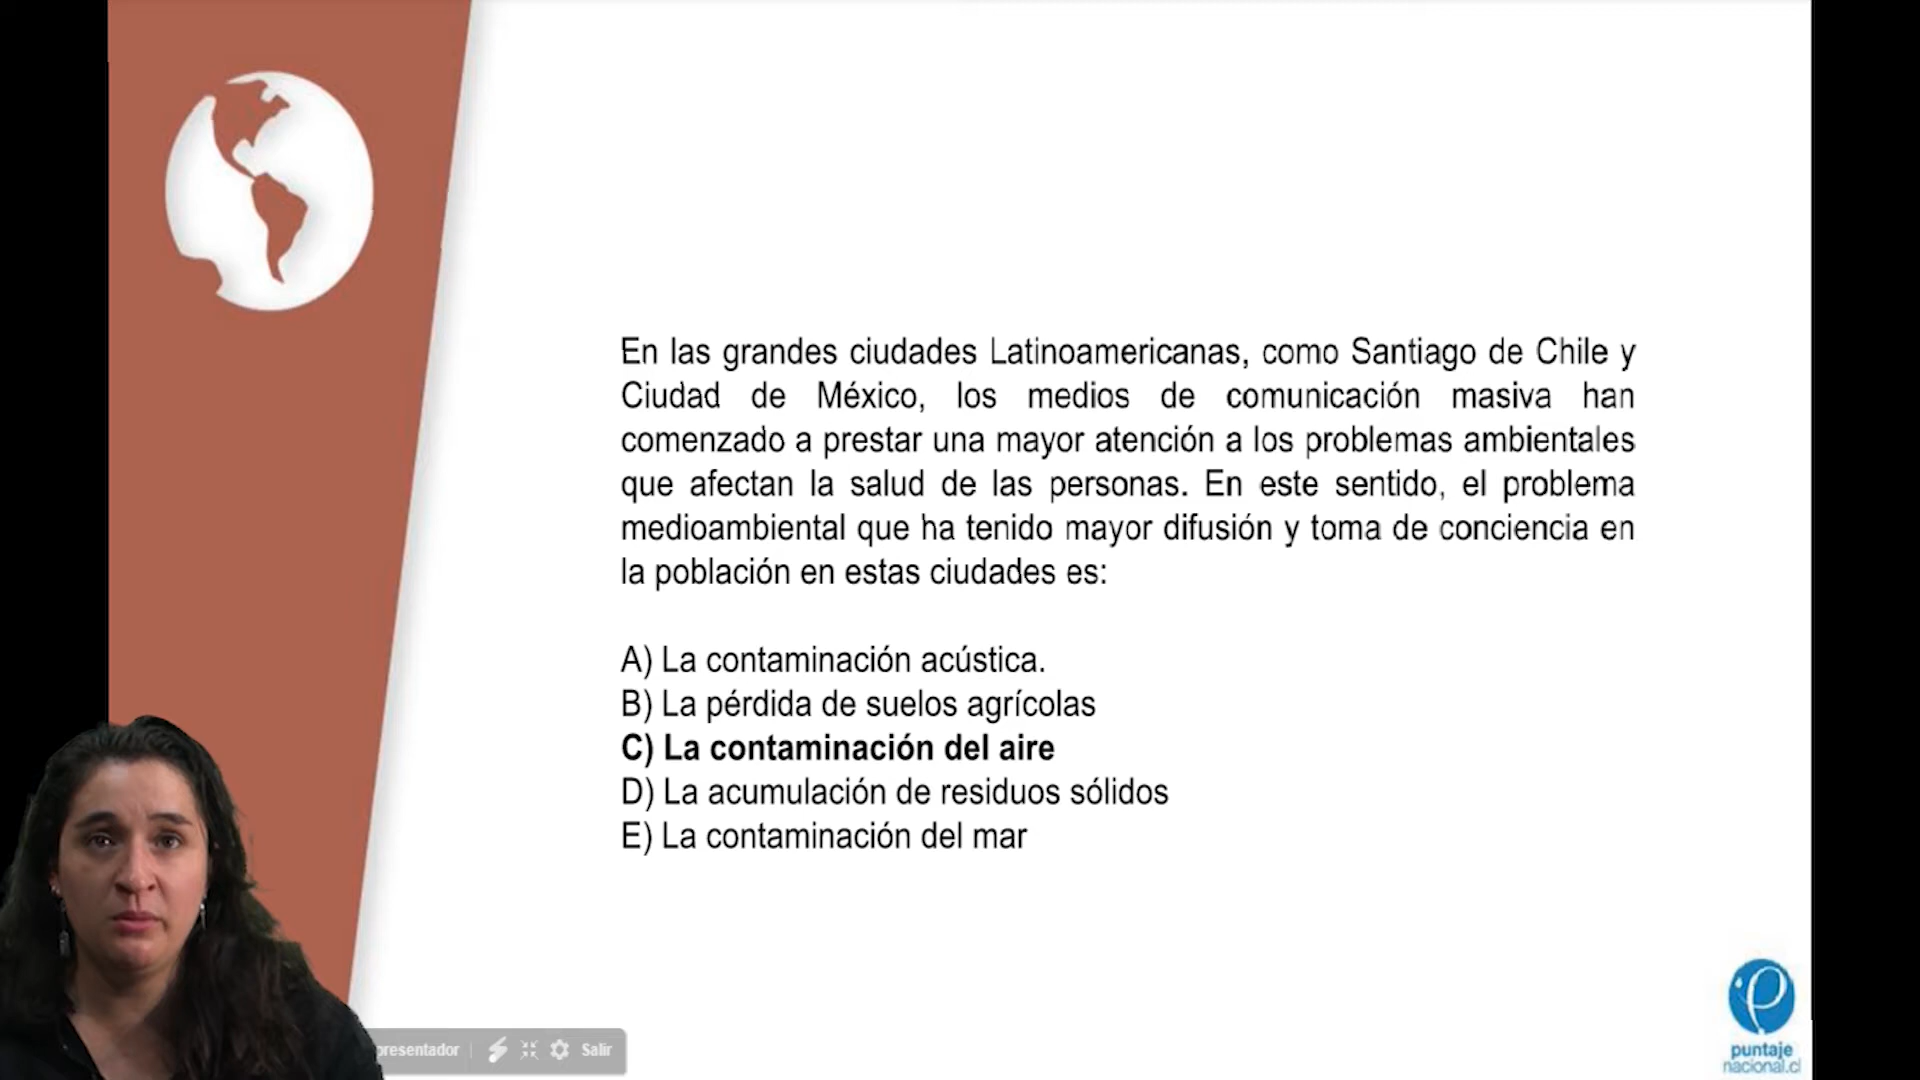 En las grandes ciudades Latinoamericanas, como Santiago de Chile y
Ciudad de México, los medios de comunicación masiva han
comenzado a prestar una mayor atención a los problemas ambientales
que afectan la salud de las personas. En este sentido, el problema
medioambiental que ha tenido mayor difusión y toma de conciencia en
la población en estas ciudades es:
A) La contaminación acústica.
B) La pérdida de suelos agrícolas
C) La contaminación del aire
D) La acumulación de residuos sólidos
E) La contaminación del mar
presentador Salir
puntaje
nacional.cl